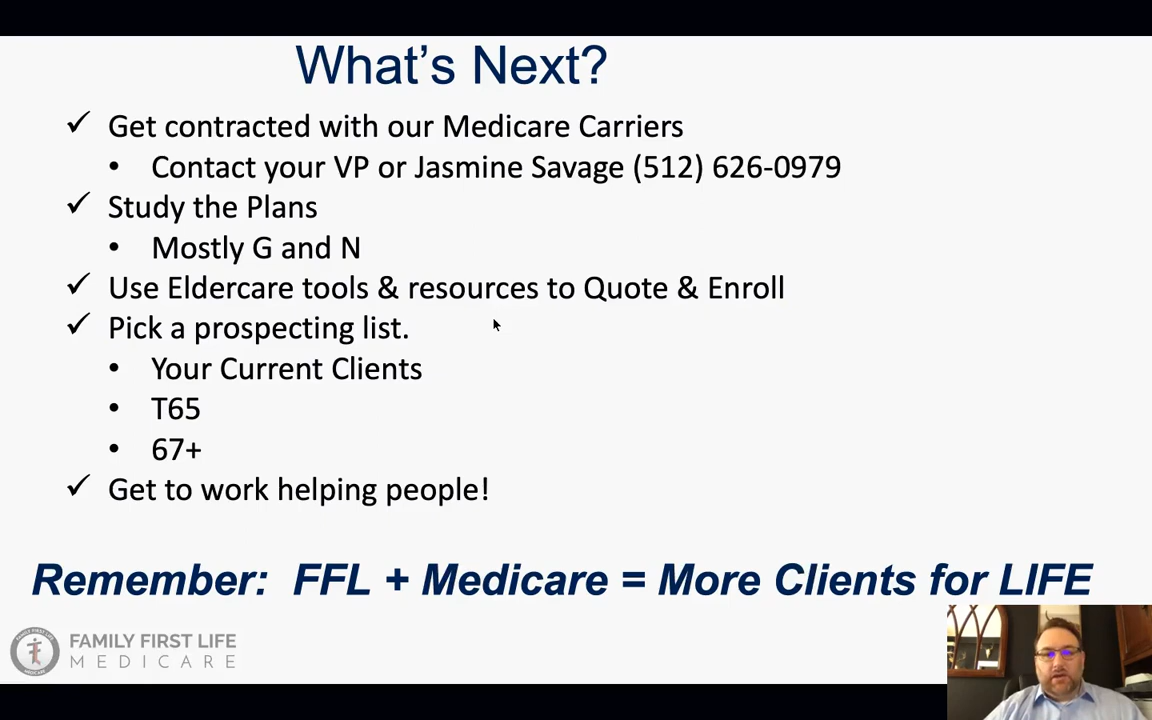 What's Next?
✓ Get contracted with our Medicare Carriers
• Contact your VP or Jasmine Savage (512) 626-0979
✓ Study the Plans
• Mostly G and N
✓ Use Eldercare tools & resources to Quote & Enroll
✓ Pick a prospecting list.
• Your Current Clients
• T65
• 67+
✓ Get to work helping people!
Remember: FFL + Medicare = More Clients for LIFE
FAMILY FIRST LIFE
MEDICARE